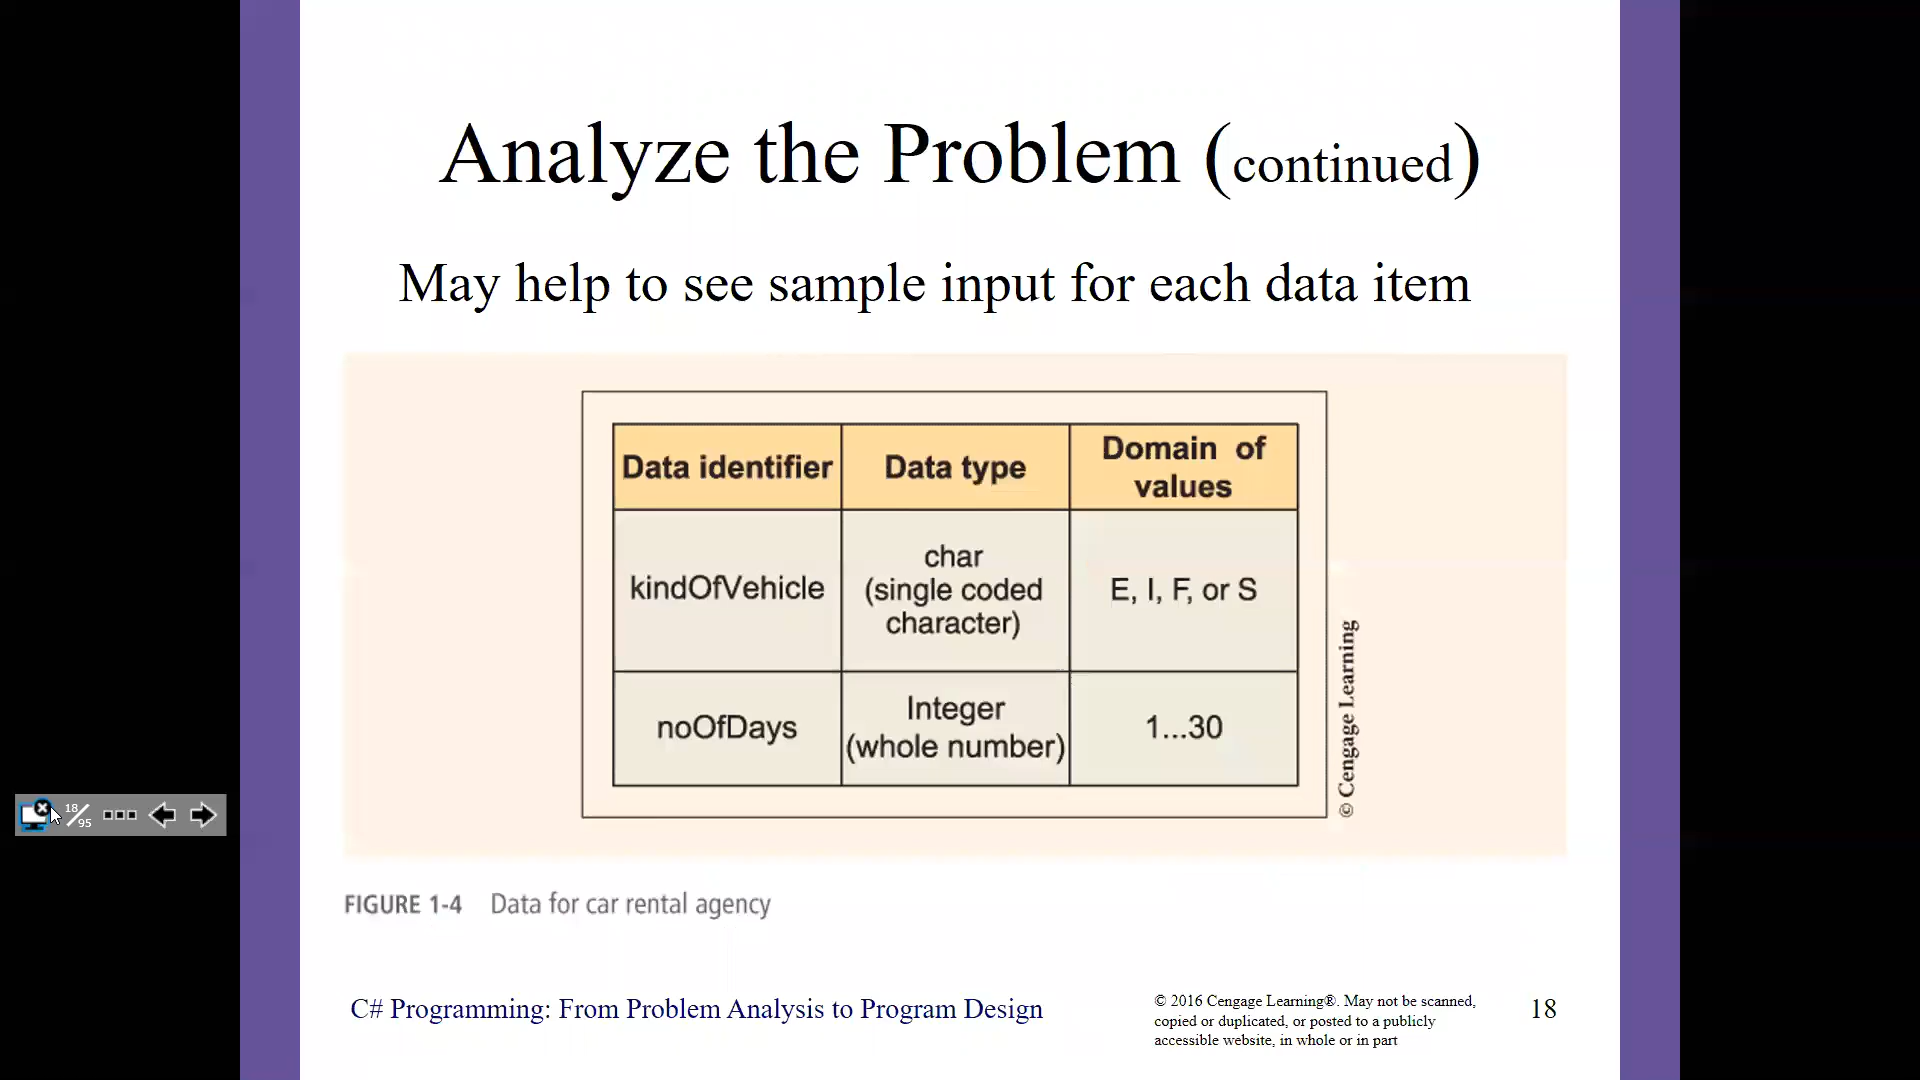 Analyze the Problem (continued)
May help to see sample input for each data item
Data identifier
Data type
Domain of
values
kindOfVehicle
char
(single coded
character)
E, I, F, or S
noOfDays
Integer
(whole number)
1...30
© Cengage Learning
18/95
FIGURE 1-4 Data for car rental agency
C# Programming: From Problem Analysis to Program Design
© 2016 Cengage Learning®. May not be scanned,
copied or duplicated, or posted to a publicly
accessible website, in whole or in part
18